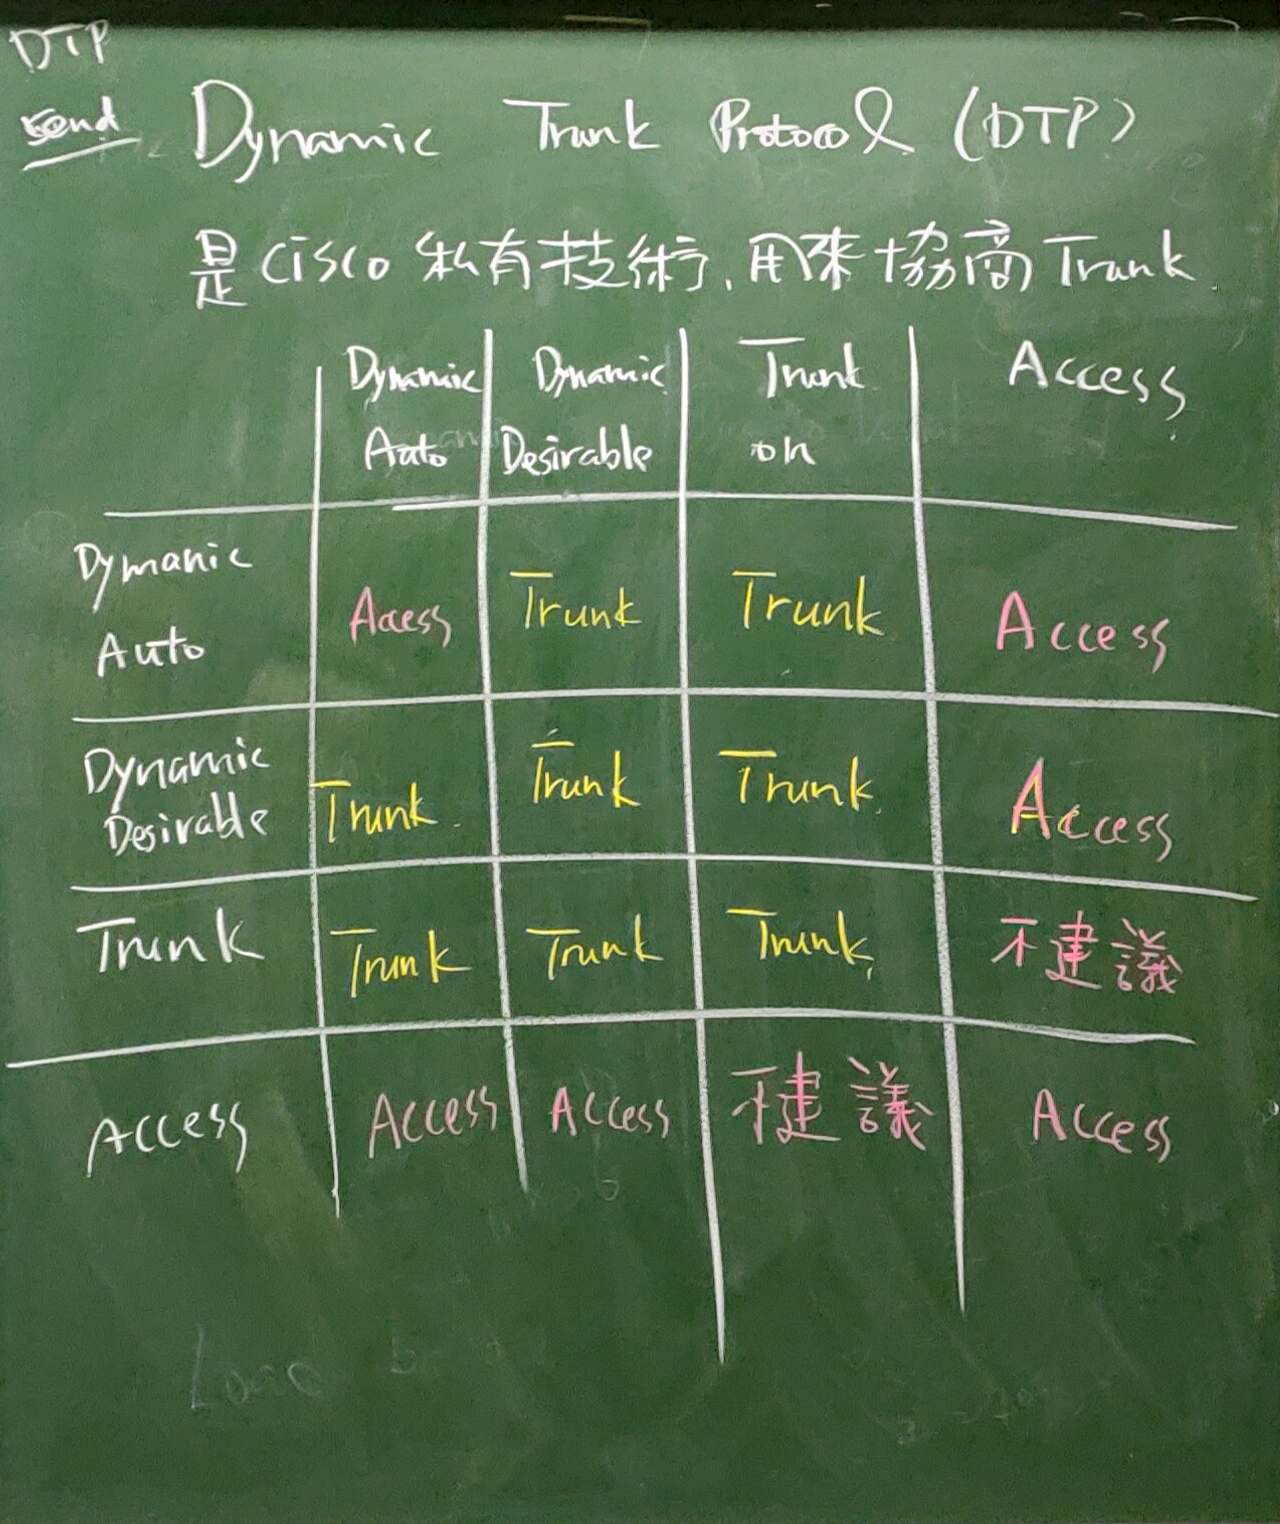 DTP
send
Dynamic Trunk Protocol (DTP)
是 Cisco 私有技術, 用來協商 Trunk.
Dynamic Auto | Dynamic Desirable | Trunk on | Access
Dymanic Auto | Access | Trunk | Trunk | Access
Dynamic Desirable | Trunk | Trunk | Trunk | Access
Trunk | Trunk | Trunk | Trunk | 不建議
Access | Access | Access | 不建議 | Access